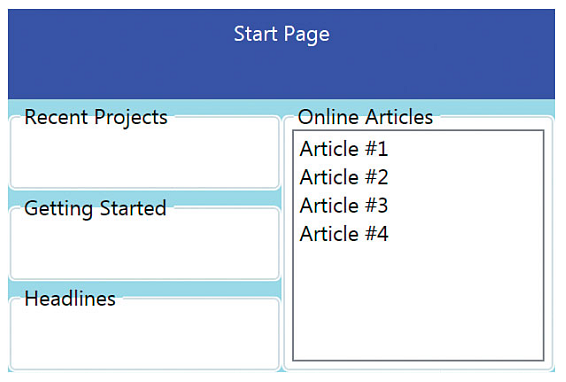 Start Page
Recent Projects
Getting Started
Headlines
Online Articles
Article #1
Article #2
Article #3
Article #4